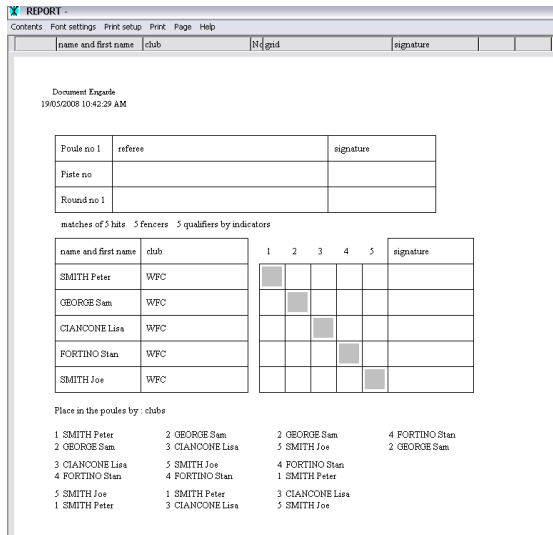 REPORT -
Contents Font settings Print setup Print Page Help
name and first name club No grid signature
Document Engarde
19/05/2008 10:42:29 AM
Poule no 1 referee signature
Piste no
Round no 1
matches of 5 hits 5 fencers 5 qualifiers by indicators
name and first name club 1 2 3 4 5 signature
SMITH Peter WFC
GEORGE Sam WFC
CIANCONE Lisa WFC
FORTINO Stan WFC
SMITH Joe WFC
Place in the poules by : clubs
1 SMITH Peter 2 GEORGE Sam 2 GEORGE Sam 4 FORTINO Stan
2 GEORGE Sam 3 CIANCONE Lisa 5 SMITH Joe 2 GEORGE Sam
3 CIANCONE Lisa 5 SMITH Joe 4 FORTINO Stan
4 FORTINO Stan 4 FORTINO Stan 1 SMITH Peter
5 SMITH Joe 1 SMITH Peter 3 CIANCONE Lisa
1 SMITH Peter 3 CIANCONE Lisa 5 SMITH Joe